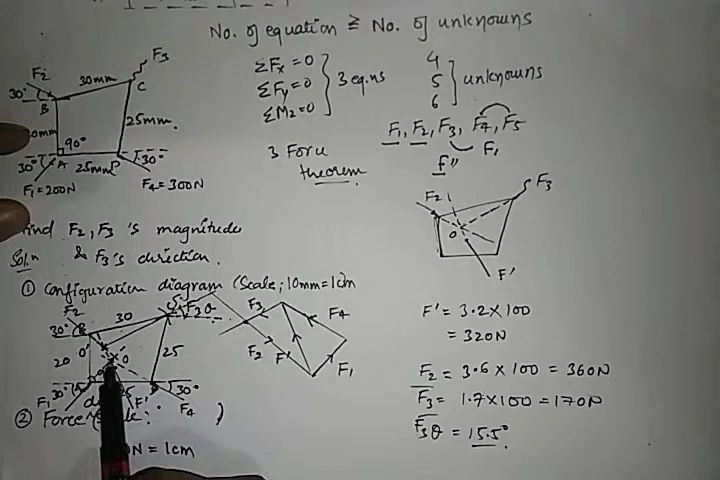 No. of equation ≥ No. of unknowns
ΣFx = 0
ΣFy = 0
ΣMz = 0
3 eq.ns
4
5
6
unknowns
F1, F2, F3, F4, F5
F1
F"
3 Force
theorem
F2
30°
B
30mm
F3
C
0mm
90°
25mm.
30°
A
25mm
D
30°
F1 = 200N
F4 = 300N
F2
F3
O
F'
ind F2, F3 's magnitude
& F3's direction.
Soln
① Configuration diagram (Scale; 10mm = 1cm
F2
30°
B
30
C
F3
θ
20
O'
O
25
F1
30°
A
25
D
30°
F'
F4
F3
F4
F2
F'
F1
② Force
)
N = 1cm
F' = 3.2 × 100
= 320N
F2 = 3.6 × 100 = 360N
F3 = 1.7 × 100 = 170N
F3θ = 15.5°